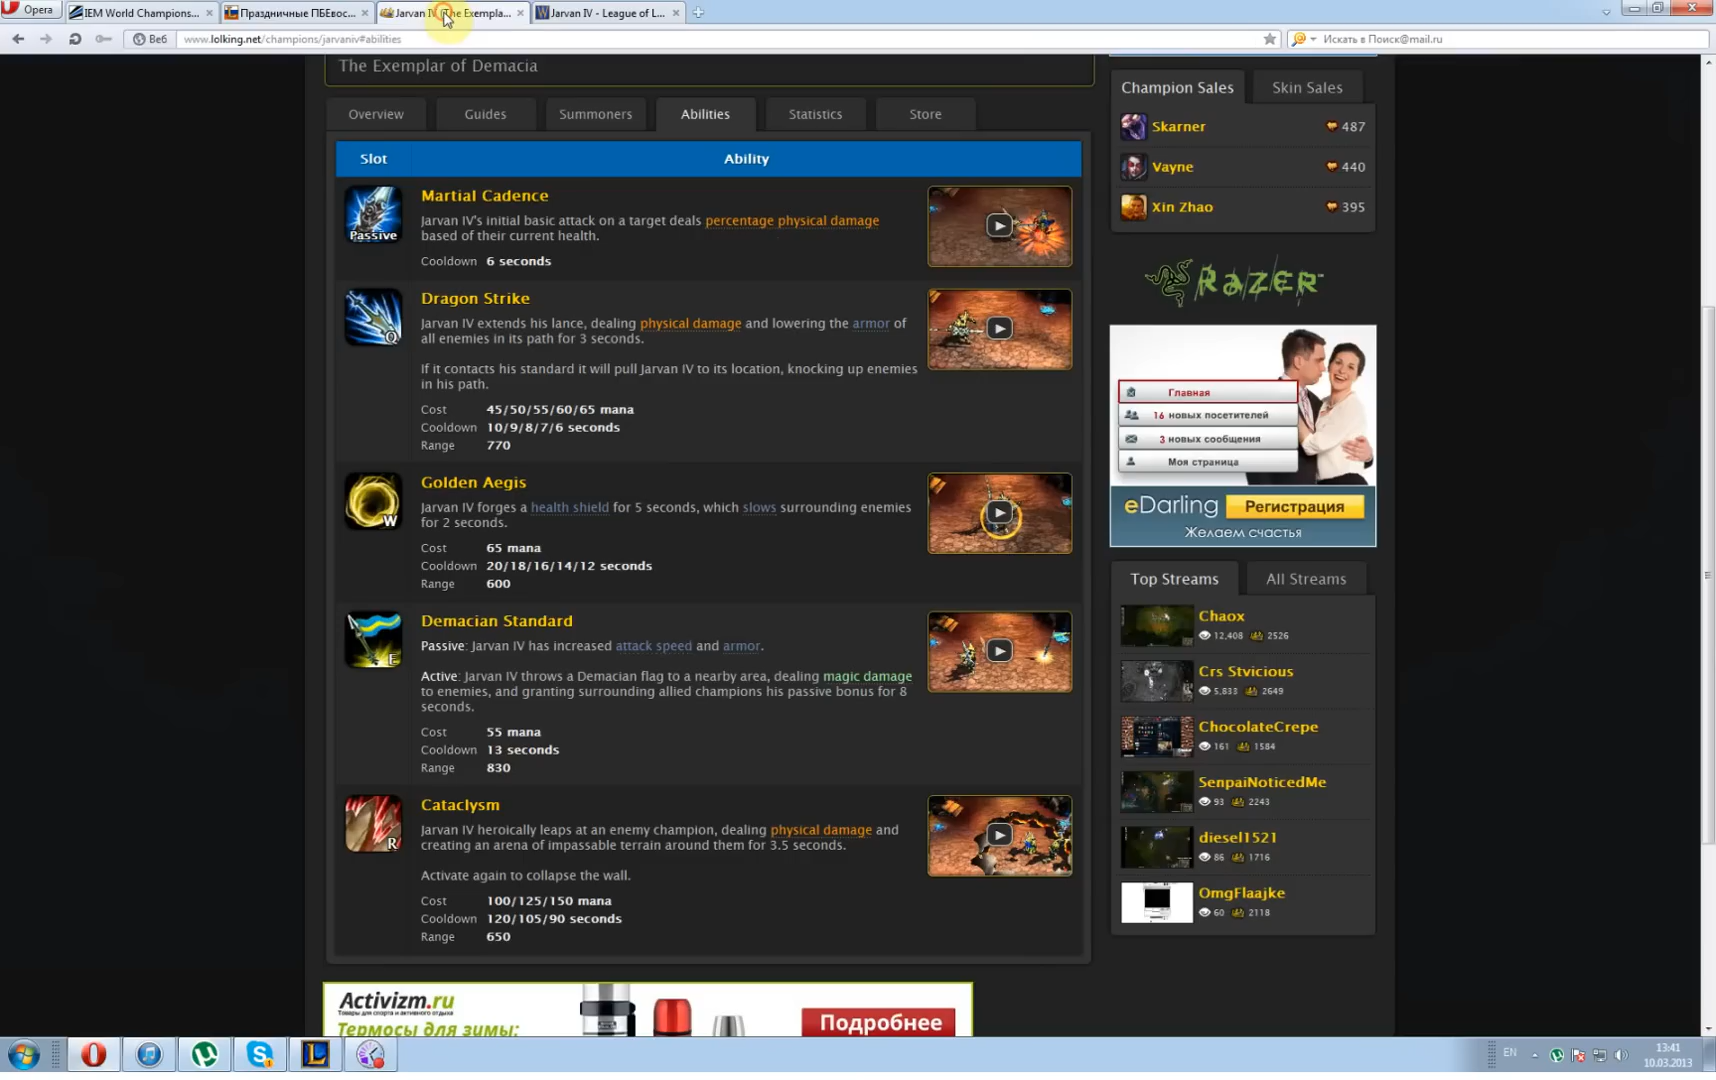 Opera
IEM World Champions...
Праздничные ПБЕвос...
Jarvan IV
The Exempla...
Jarvan IV - League of L...
Веб
www.lolking.net/champions/jarvaniv#abilities
Искать в Поиск@mail.ru
The Exemplar of Demacia
Overview
Guides
Summoners
Abilities
Statistics
Store
Slot
Ability
Passive
Martial Cadence
Jarvan IV's initial basic attack on a target deals percentage physical damage
based of their current health.
Cooldown 6 seconds
Q
Dragon Strike
Jarvan IV extends his lance, dealing physical damage and lowering the armor of
all enemies in its path for 3 seconds.
If it contacts his standard it will pull Jarvan IV to its location, knocking up enemies
in his path.
Cost 45/50/55/60/65 mana
Cooldown 10/9/8/7/6 seconds
Range 770
W
Golden Aegis
Jarvan IV forges a health shield for 5 seconds, which slows surrounding enemies
for 2 seconds.
Cost 65 mana
Cooldown 20/18/16/14/12 seconds
Range 600
E
Demacian Standard
Passive: Jarvan IV has increased attack speed and armor.
Active: Jarvan IV throws a Demacian flag to a nearby area, dealing magic damage
to enemies, and granting surrounding allied champions his passive bonus for 8
seconds.
Cost 55 mana
Cooldown 13 seconds
Range 830
R
Cataclysm
Jarvan IV heroically leaps at an enemy champion, dealing physical damage and
creating an arena of impassable terrain around them for 3.5 seconds.
Activate again to collapse the wall.
Cost 100/125/150 mana
Cooldown 120/105/90 seconds
Range 650
Activizm.ru
Товары для спорта и активного отдыха
Термосы для зимы:
Подробнее
Champion Sales
Skin Sales
Skarner 487
Vayne 440
Xin Zhao 395
RAZER
Главная
16 новых посетителей
3 новых сообщения
Моя страница
eDarling
Регистрация
Желаем счастья
Top Streams
All Streams
Chaox
12,408 2526
Crs Stvicious
5,833 2649
ChocolateCrepe
161 1584
SenpaiNoticedMe
93 2243
diesel1521
86 1716
OmgFlaajke
60 2118
EN
13:41
10.03.2013